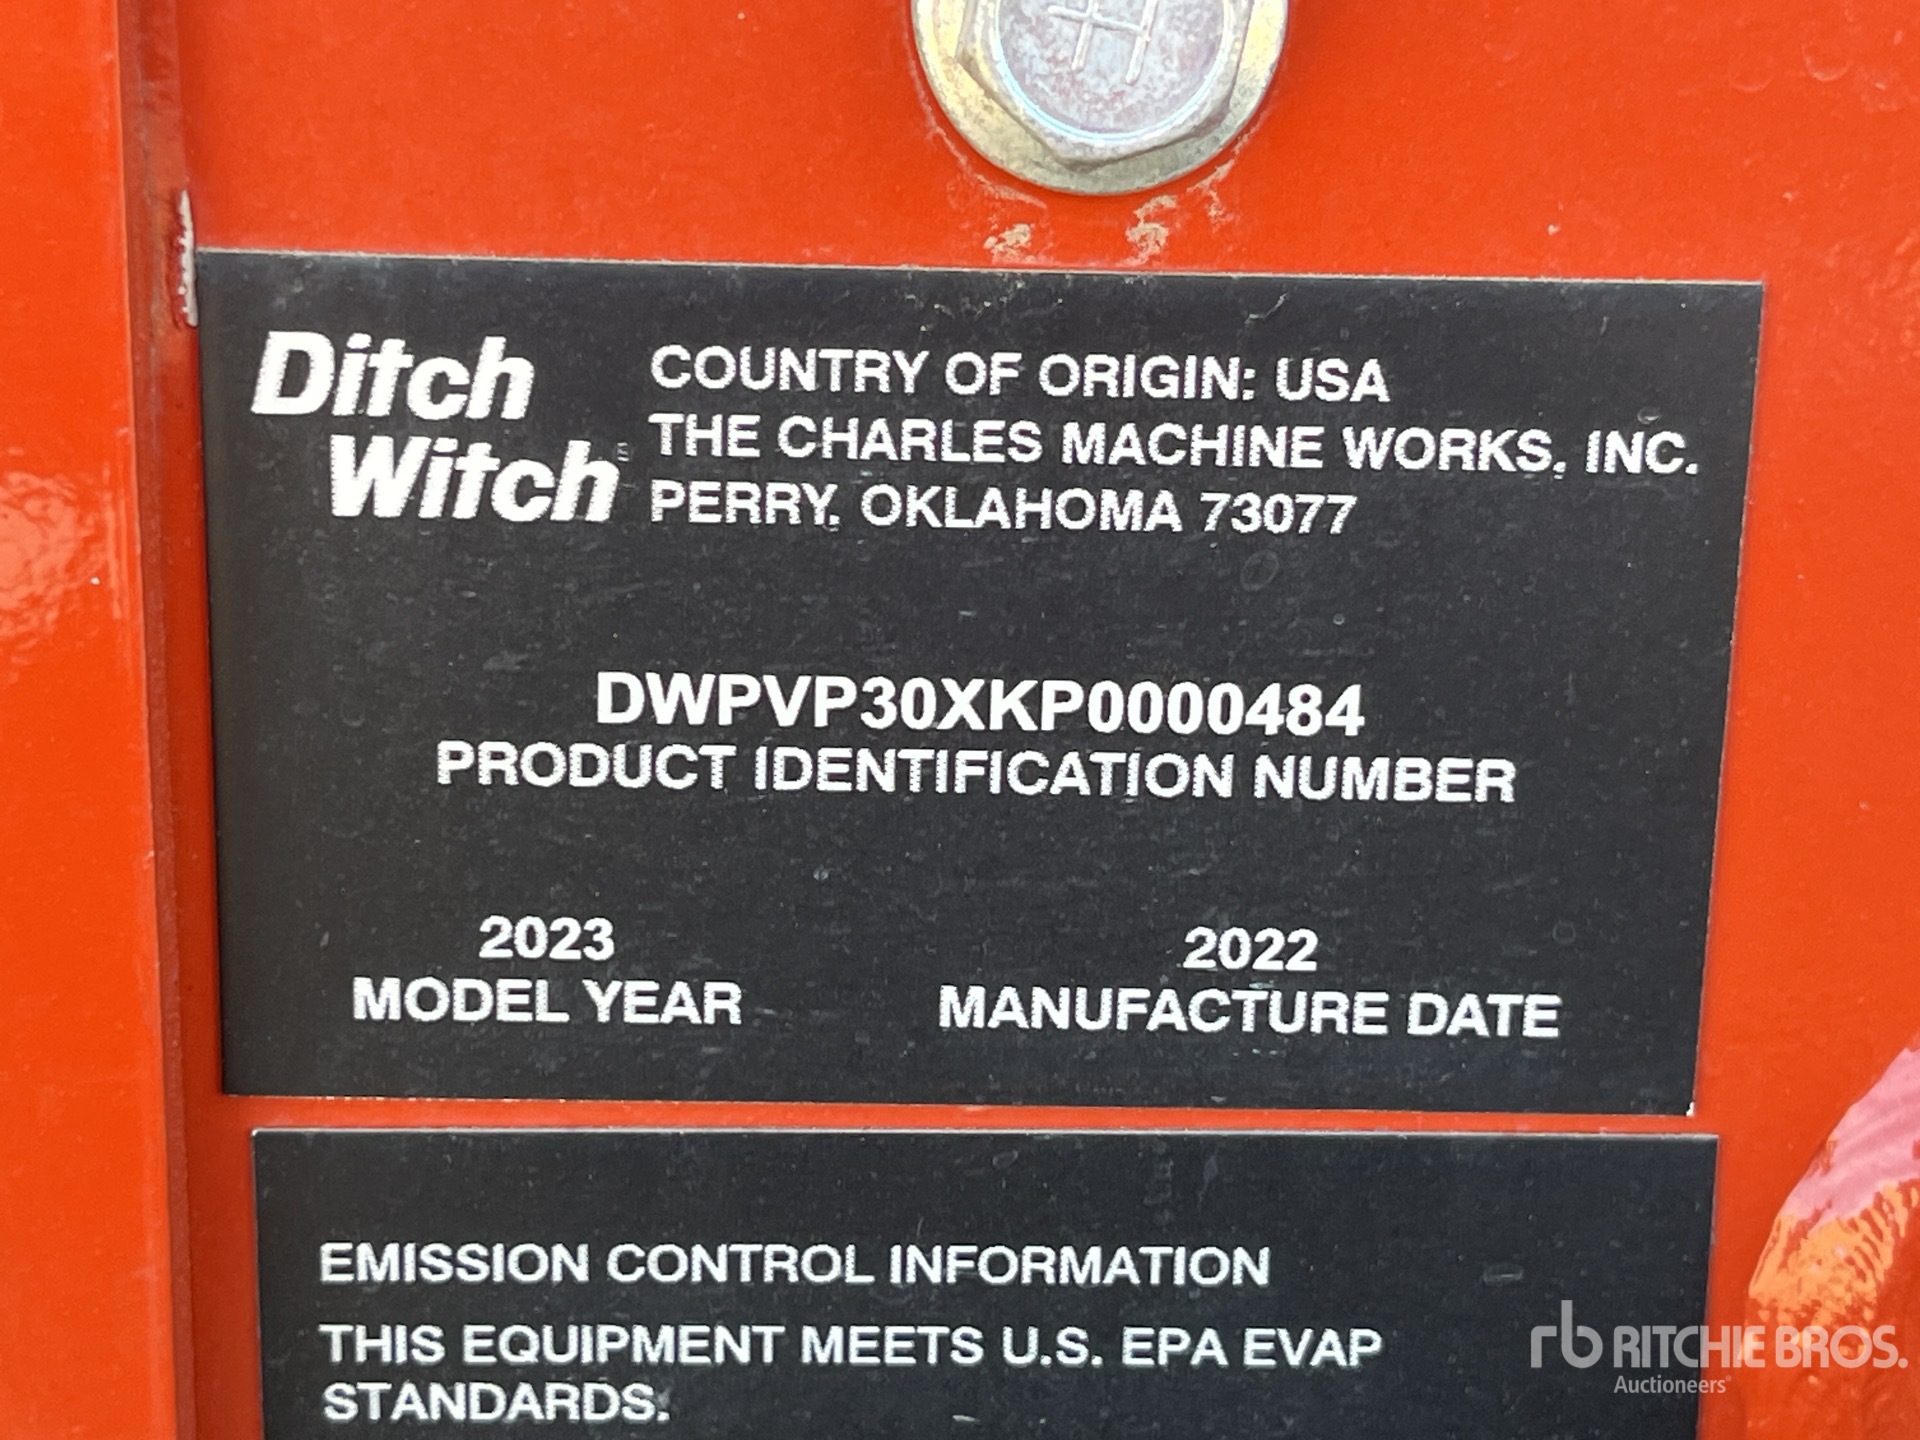 Ditch
Witch®
COUNTRY OF ORIGIN: USA
THE CHARLES MACHINE WORKS, INC.
PERRY, OKLAHOMA 73077
DWPVP30XKP0000484
PRODUCT IDENTIFICATION NUMBER
2023
MODEL YEAR
2022
MANUFACTURE DATE
EMISSION CONTROL INFORMATION
THIS EQUIPMENT MEETS U.S. EPA EVAP
STANDARDS.
rb RITCHIE BROS.
Auctioneers